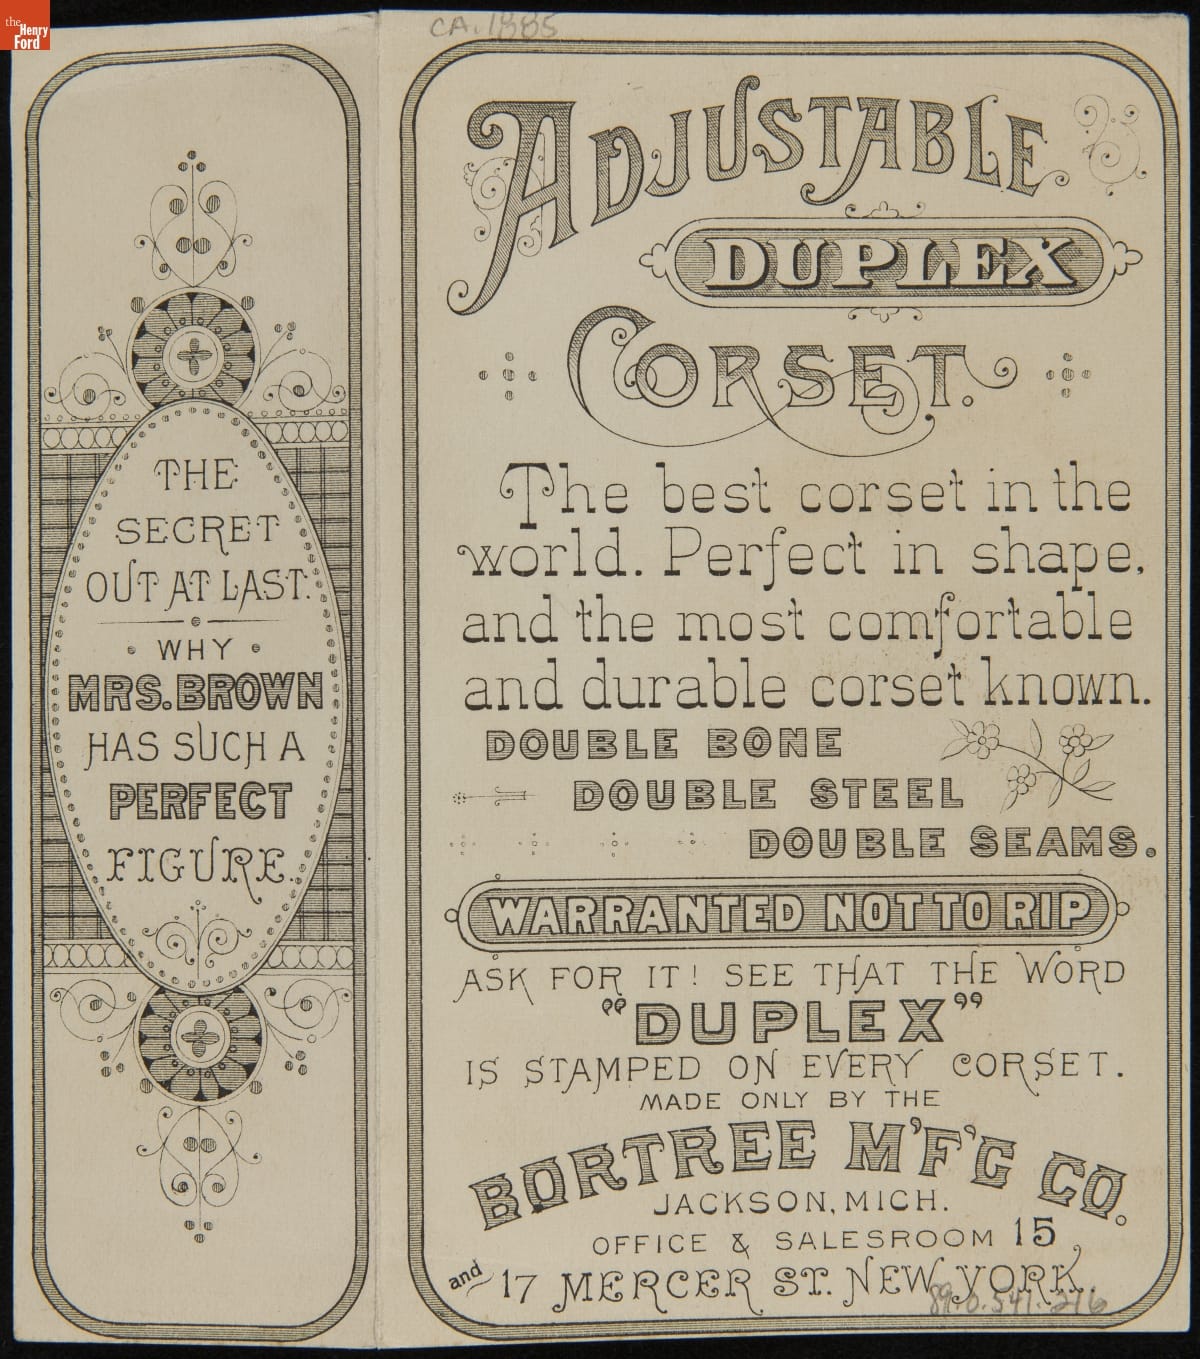 the
Henry
Ford
CA. 1885
THE
SECRET
OUT AT LAST.
WHY
MRS. BROWN
HAS SUCH A
PERFECT
FIGURE.
ADJUSTABLE
DUPLEX
CORSET.
The best corset in the
world. Perfect in shape,
and the most comfortable
and durable corset known.
DOUBLE BONE
DOUBLE STEEL
DOUBLE SEAMS.
WARRANTED NOT TO RIP
ASK FOR IT! SEE THAT THE WORD
"DUPLEX"
IS STAMPED ON EVERY CORSET.
MADE ONLY BY THE
BORTREE M'F'G CO.
JACKSON, MICH.
OFFICE & SALESROOM 15
and 17 MERCER ST. NEW YORK.
89.0.541.216